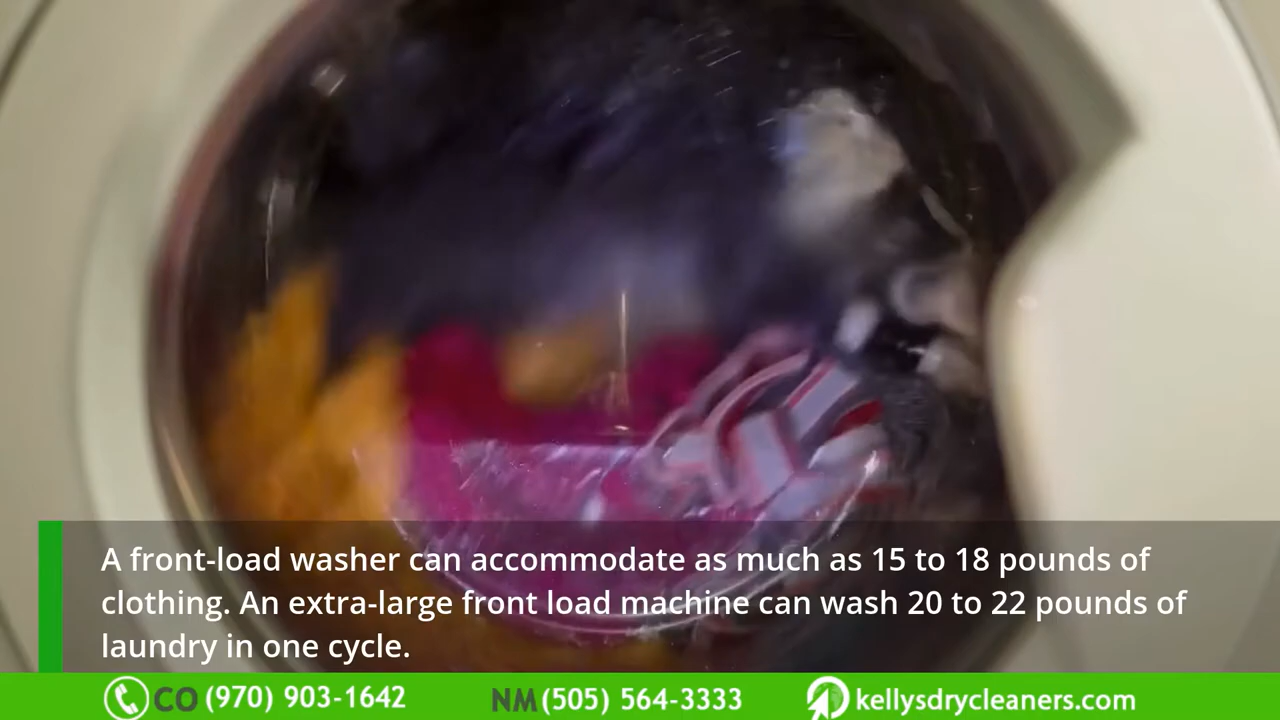 A front-load washer can accommodate as much as 15 to 18 pounds of
clothing. An extra-large front load machine can wash 20 to 22 pounds of
laundry in one cycle.
CO (970) 903-1642 NM (505) 564-3333 kellysdrycleaners.com